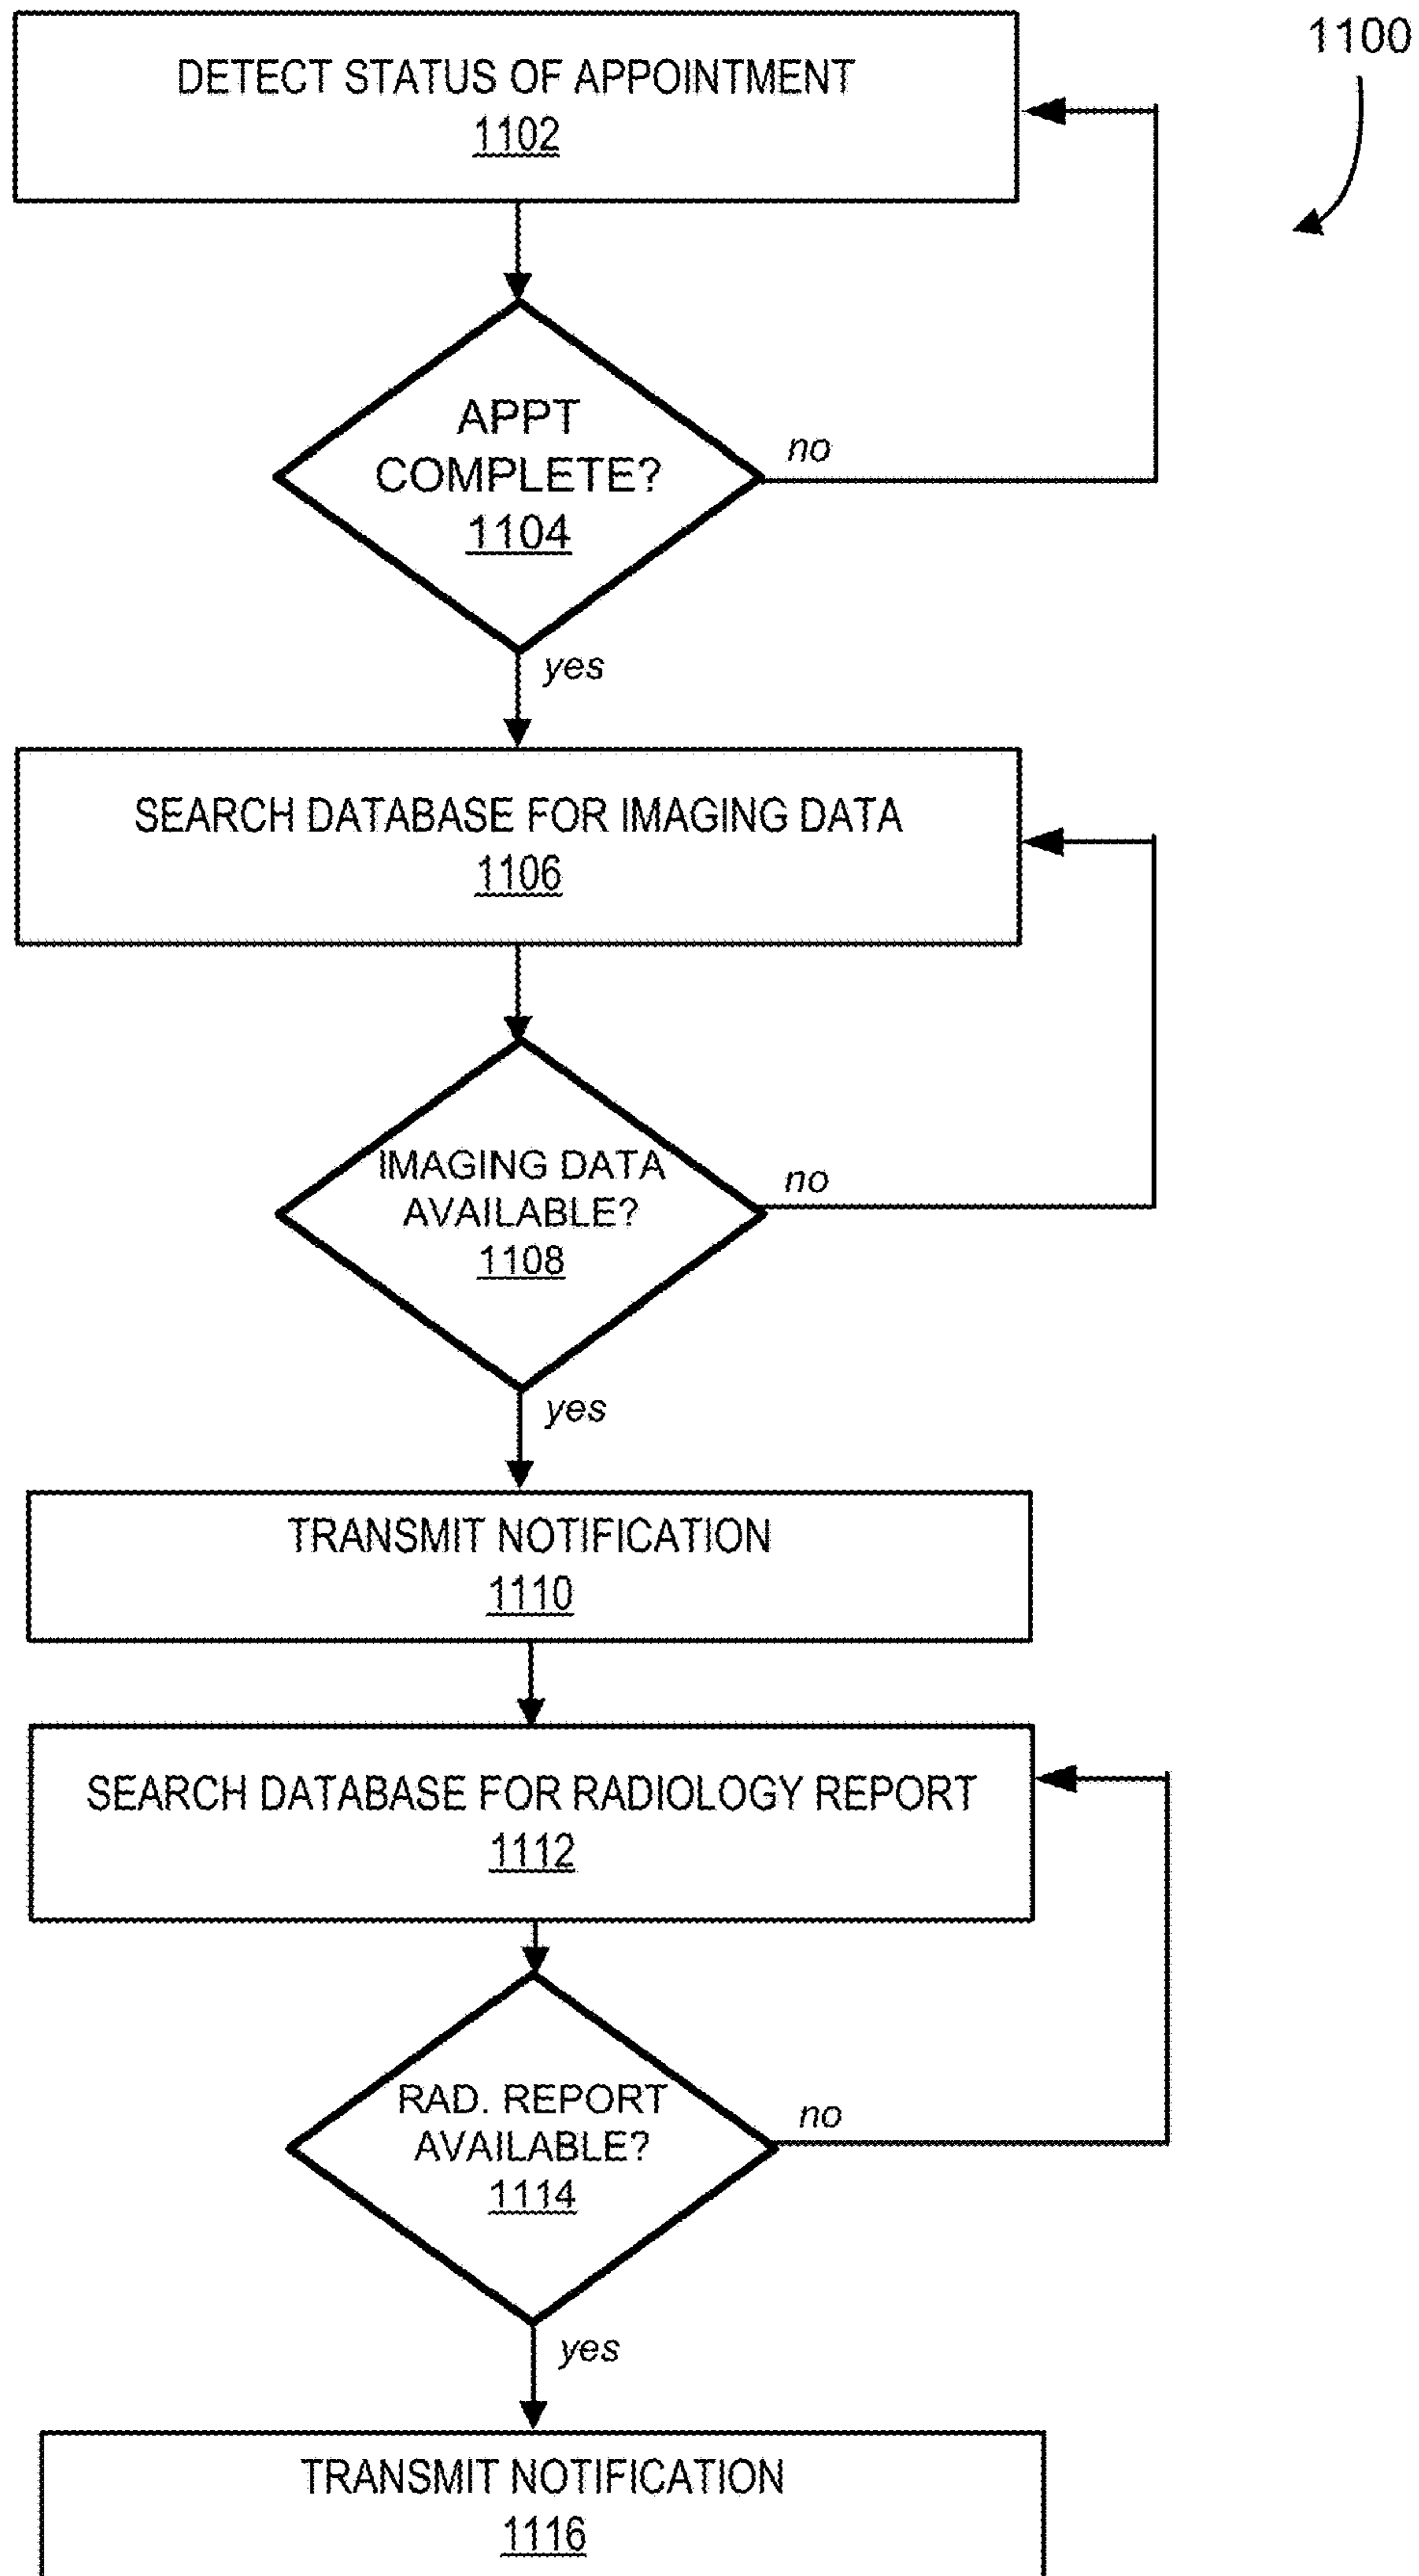 1100
DETECT STATUS OF APPOINTMENT
1102
APPT
COMPLETE?
1104
no
yes
SEARCH DATABASE FOR IMAGING DATA
1106
IMAGING DATA
AVAILABLE?
1108
no
yes
TRANSMIT NOTIFICATION
1110
SEARCH DATABASE FOR RADIOLOGY REPORT
1112
RAD. REPORT
AVAILABLE?
1114
no
yes
TRANSMIT NOTIFICATION
1116